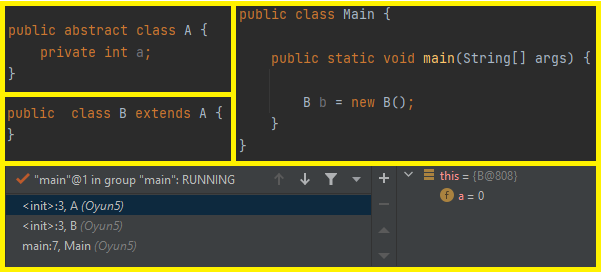 public abstract class A {
private int a;
}
public class B extends A {
}
public class Main {
public static void main(String[] args) {
B b = new B();
}
}
"main"@1 in group "main": RUNNING
<init>:3, A (Oyun5)
<init>:3, B (Oyun5)
main:7, Main (Oyun5)
this = {B@808}
f a = 0